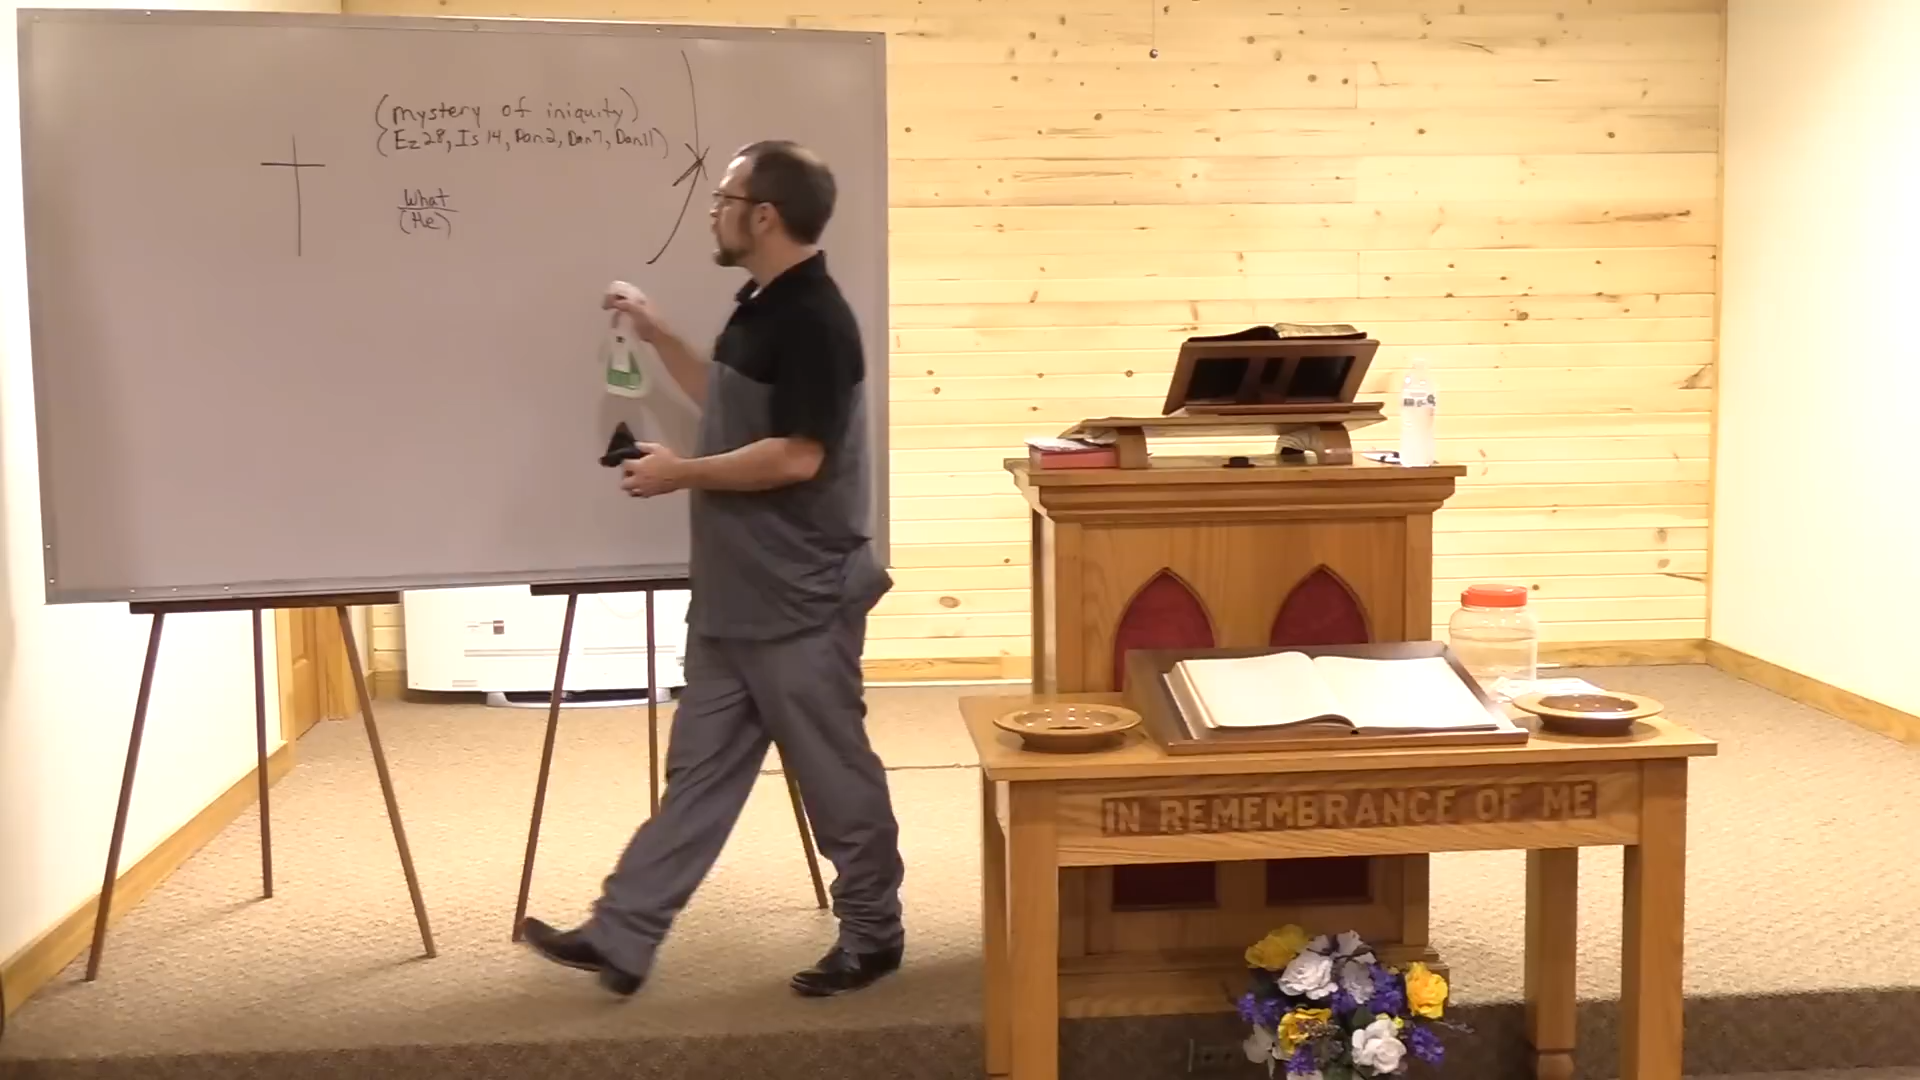 (mystery of iniquity)
(Ez 28, Is 14, Dan 2, Dan 7, Dan 11)
What
(He)
IN REMEMBRANCE OF ME